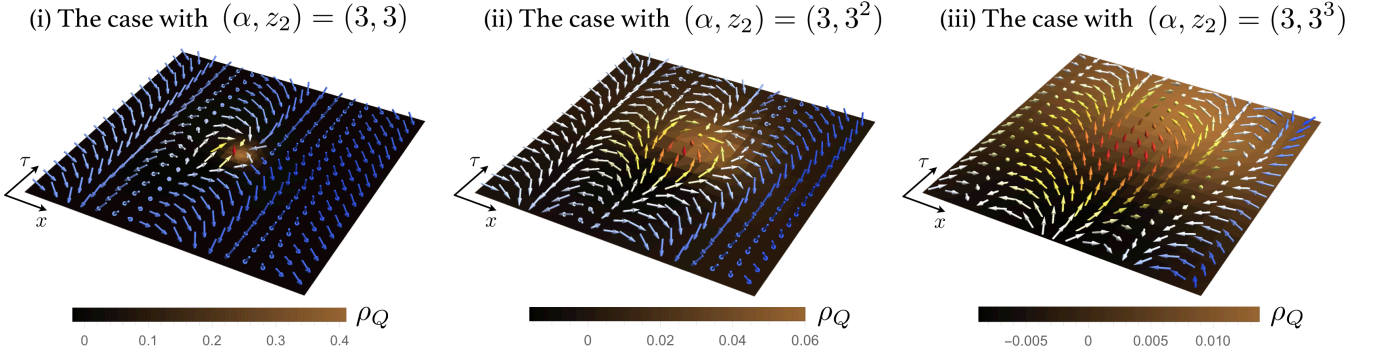 (i) The case with (α, z₂) = (3, 3)
(ii) The case with (α, z₂) = (3, 3²)
(iii) The case with (α, z₂) = (3, 3³)
τ
x
τ
x
τ
x
ρ_Q
0 0.1 0.2 0.3 0.4
ρ_Q
0 0.02 0.04 0.06
ρ_Q
−0.005 0 0.005 0.010